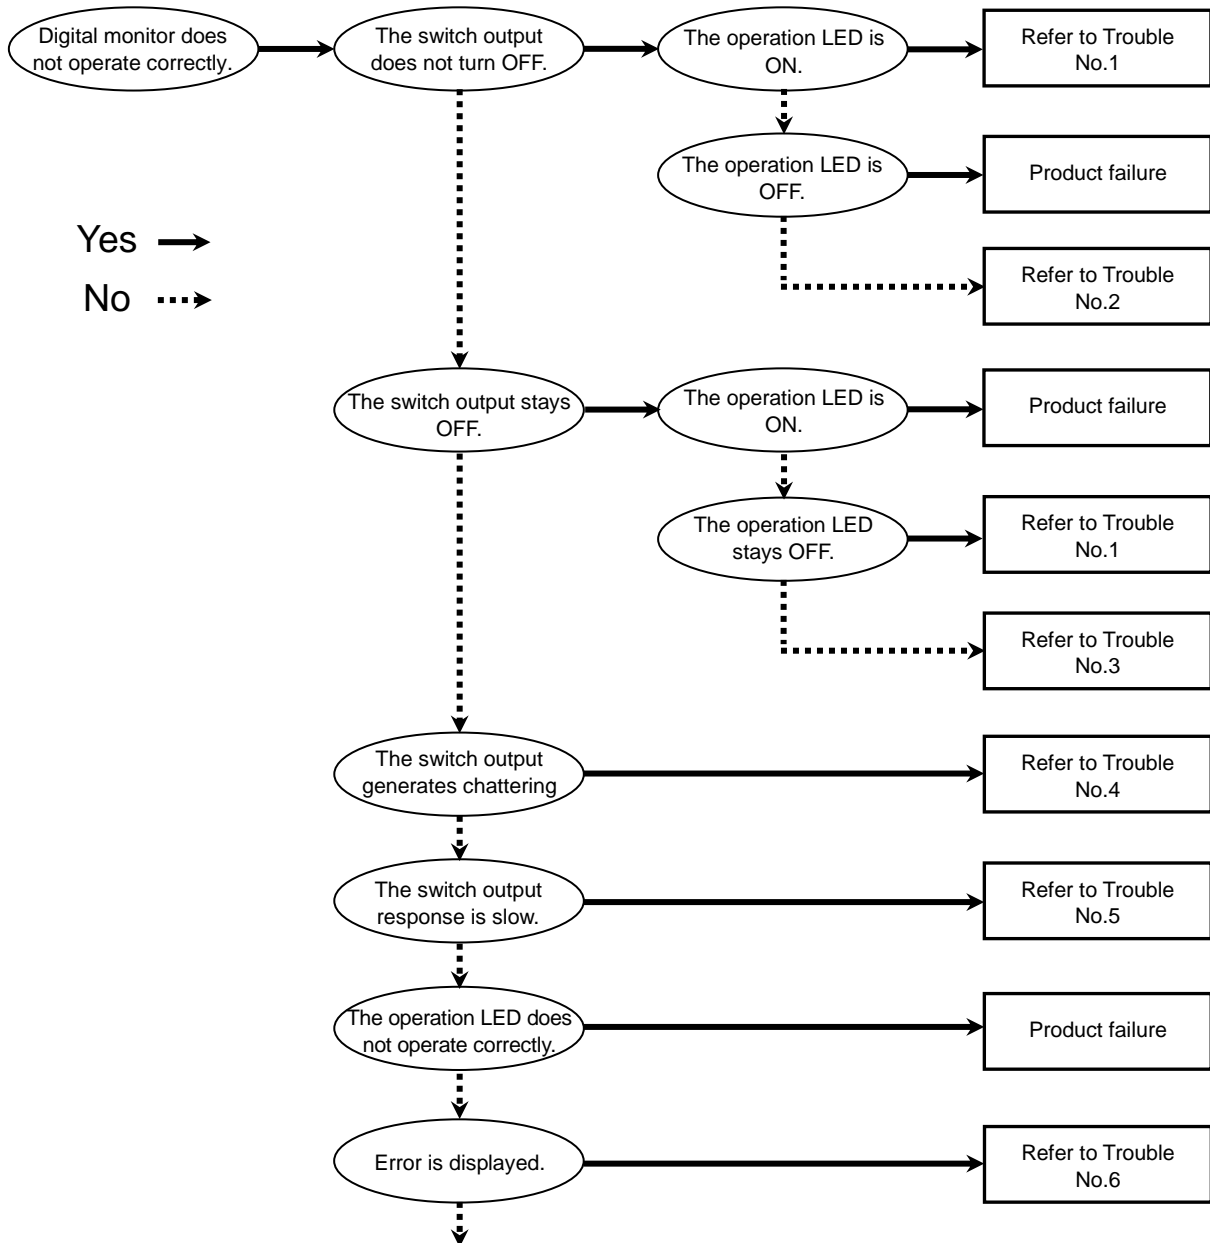 Digital monitor does
not operate correctly.
The switch output
does not turn OFF.
The operation LED is
ON.
Refer to Trouble
No.1
The operation LED is
OFF.
Product failure
Yes
No
Refer to Trouble
No.2
The switch output stays
OFF.
The operation LED is
ON.
Product failure
The operation LED
stays OFF.
Refer to Trouble
No.1
Refer to Trouble
No.3
The switch output
generates chattering
Refer to Trouble
No.4
The switch output
response is slow.
Refer to Trouble
No.5
The operation LED does
not operate correctly.
Product failure
Error is displayed.
Refer to Trouble
No.6